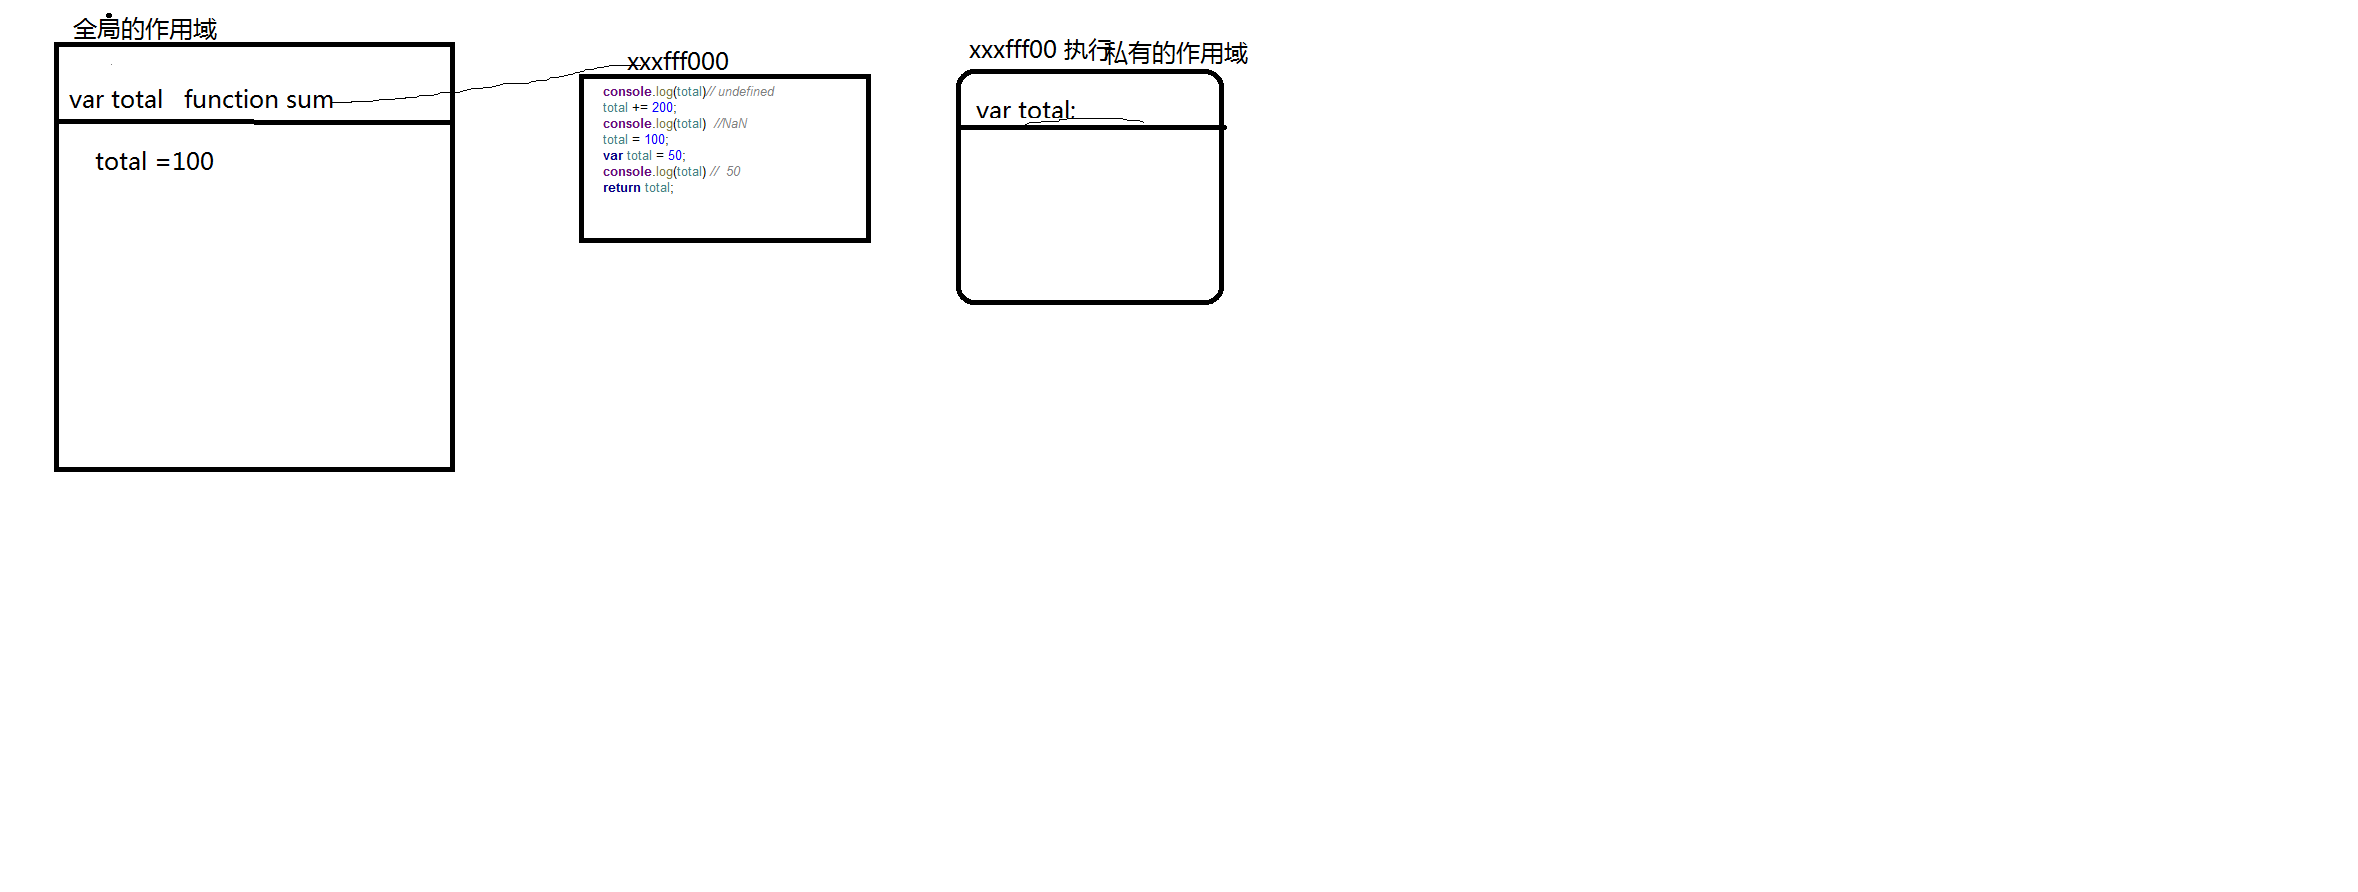 全局的作用域
var total   function sum
total =100
xxxfff000
console.log(total)// undefined
total += 200;
console.log(total)  //NaN
total = 100;
var total = 50;
console.log(total) //  50
return total;
xxxfff00 执行私有的作用域
var total;